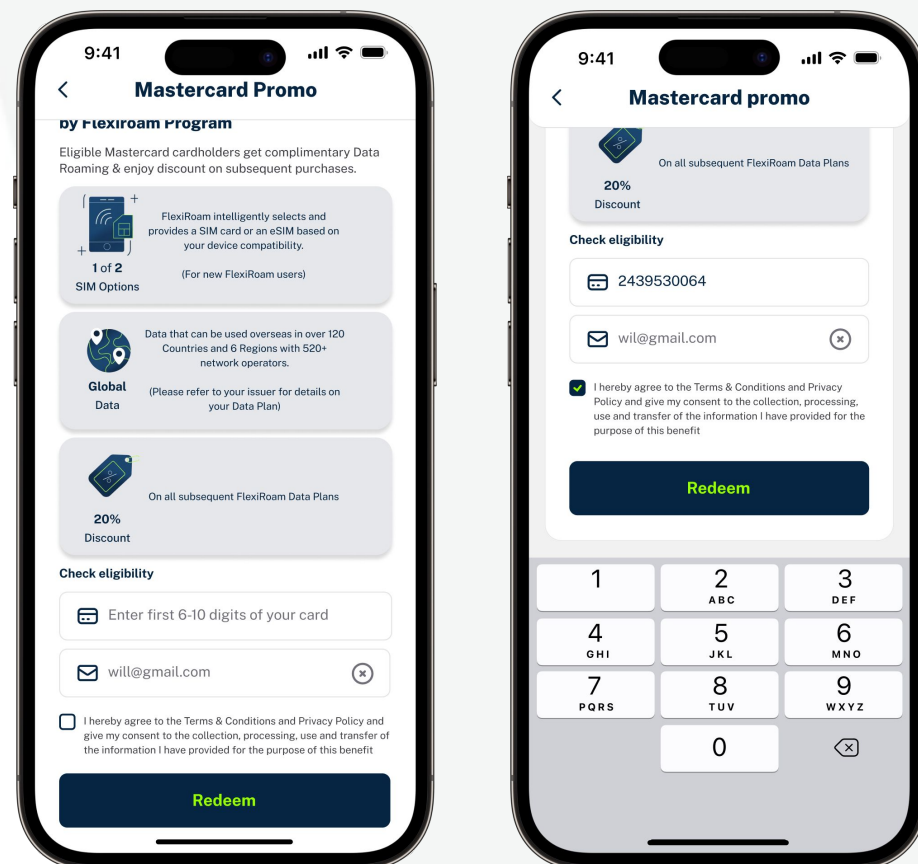 9:41
Mastercard Promo
by Flexiroam Program
Eligible Mastercard cardholders get complimentary Data
Roaming & enjoy discount on subsequent purchases.
1 of 2
SIM Options
FlexiRoam intelligently selects and
provides a SIM card or an eSIM based on
your device compatibility.
(For new FlexiRoam users)
Global
Data
Data that can be used overseas in over 120
Countries and 6 Regions with 520+
network operators.
(Please refer to your issuer for details on
your Data Plan)
20%
Discount
On all subsequent FlexiRoam Data Plans
Check eligibility
Enter first 6-10 digits of your card
will@gmail.com
I hereby agree to the Terms & Conditions and Privacy Policy and
give my consent to the collection, processing, use and transfer of
the information I have provided for the purpose of this benefit
Redeem
9:41
Mastercard promo
20%
Discount
On all subsequent FlexiRoam Data Plans
Check eligibility
2439530064
wil@gmail.com
I hereby agree to the Terms & Conditions and Privacy
Policy and give my consent to the collection, processing,
use and transfer of the information I have provided for the
purpose of this benefit
Redeem
1
2
ABC
3
DEF
4
GHI
5
JKL
6
MNO
7
PQRS
8
TUV
9
WXYZ
0